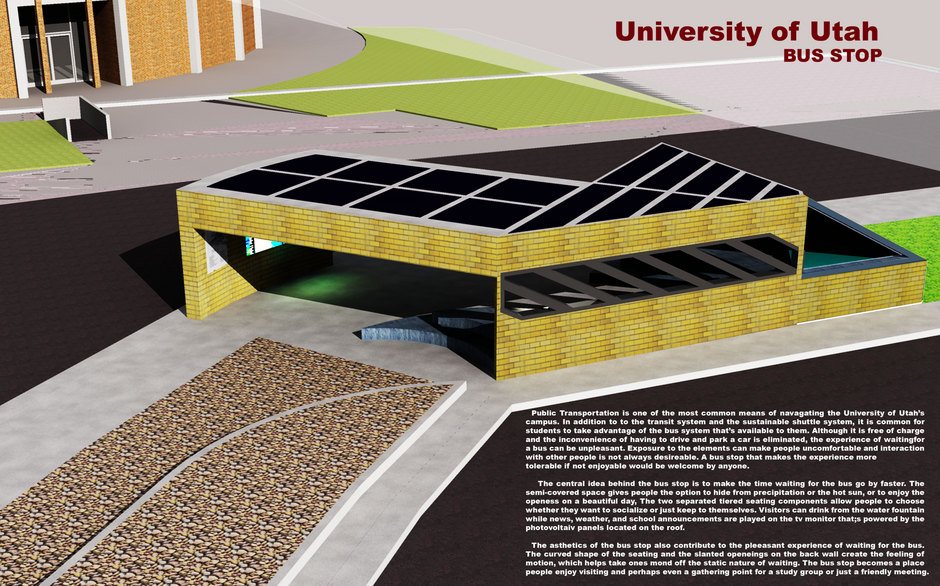 University of Utah
BUS STOP
Public Transportation is one of the most common means of navagating the University of Utah's
campus. In addition to to the transit system and the sustainable shuttle system, it is common for
students to take advantage of the bus system that's available to them. Although it is free of charge
and the inconvenience of having to drive and park a car is eliminated, the experience of waitingfor
a bus can be unpleasant. Exposure to the elements can make people uncomfortable and interaction
with other people is not always desireable. A bus stop that makes the experience more
tolerable if not enjoyable would be welcome by anyone.
The central idea behind the bus stop is to make the time waiting for the bus go by faster. The
semi-covered space gives people the option to hide from precipitation or the hot sun, or to enjoy the
openess on a beautiful day, The two separated tiered seating components allow people to choose
whether they want to socialize or just keep to themselves. Visitors can drink from the water fountain
while news, weather, and school announcements are played on the tv monitor that;s powered by the
photovoltaiv panels located on the roof.
The asthetics of the bus stop also contribute to the pleeasant experience of waiting for the bus.
The curved shape of the seating and the slanted openeings on the back wall create the feeling of
motion, which helps take ones mond off the static nature of waiting. The bus stop becomes a place
people enjoy visiting and perhaps even a gathering point for a study group or just a friendly meeting.